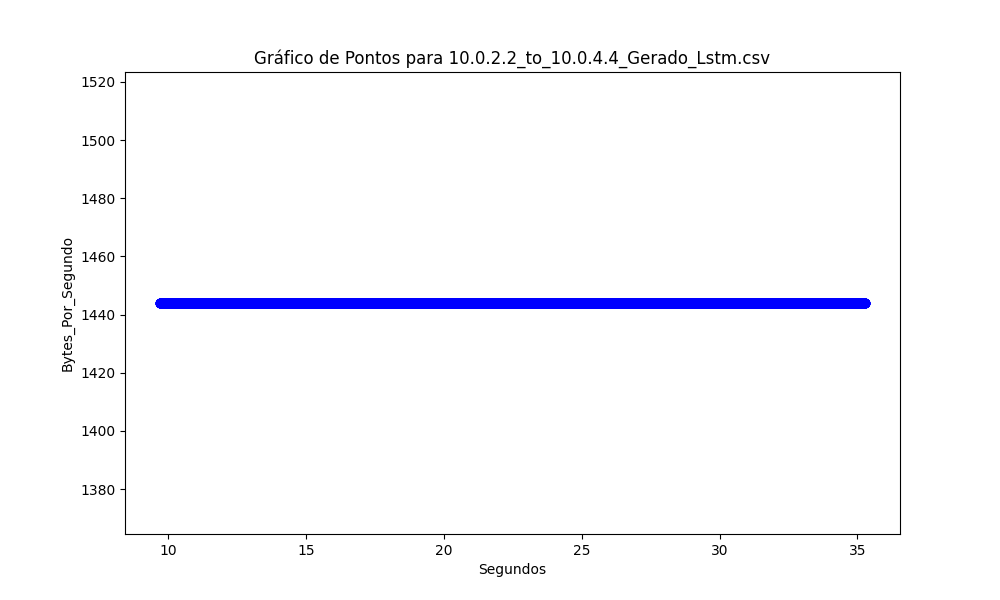 Gráfico de Pontos para 10.0.2.2_to_10.0.4.4_Gerado_Lstm.csv
1520
1500
1480
1460
1440
1420
1400
1380
Bytes_Por_Segundo
10 15 20 25 30 35
Segundos